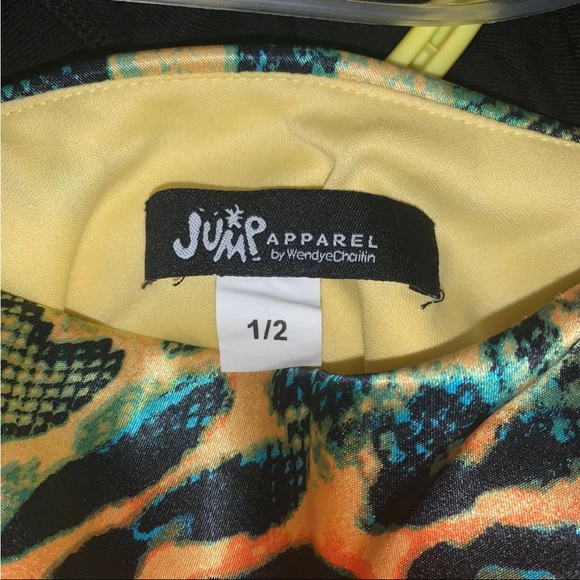 JUMP APPAREL
by WendyeChaitin
1/2